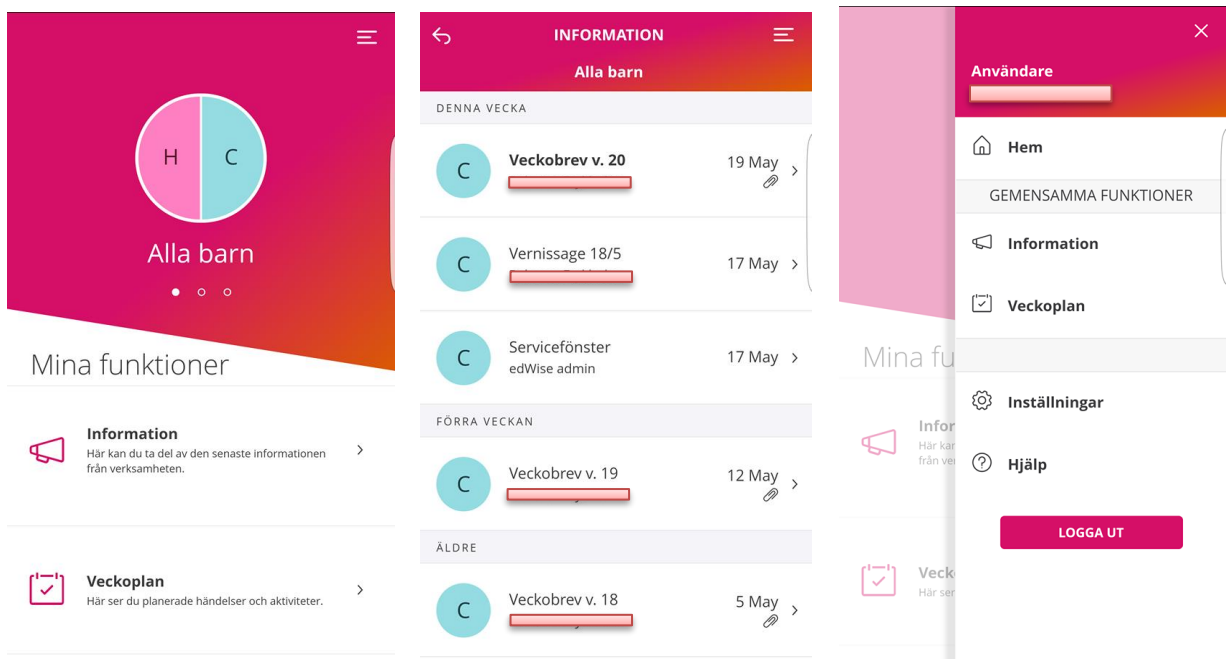 H
C
Alla barn
Mina funktioner
Information
Här kan du ta del av den senaste informationen
från verksamheten.
Veckoplan
Här ser du planerade händelser och aktiviteter.
INFORMATION
Alla barn
DENNA VECKA
C
Veckobrev v. 20
19 May
C
Vernissage 18/5
17 May
C
Servicefönster
edWise admin
17 May
FÖRRA VECKAN
C
Veckobrev v. 19
12 May
ÄLDRE
C
Veckobrev v. 18
5 May
Mina fu
Infor
Här kan
från ver
Veck
Här ser
Användare
Hem
GEMENSAMMA FUNKTIONER
Information
Veckoplan
Inställningar
Hjälp
LOGGA UT